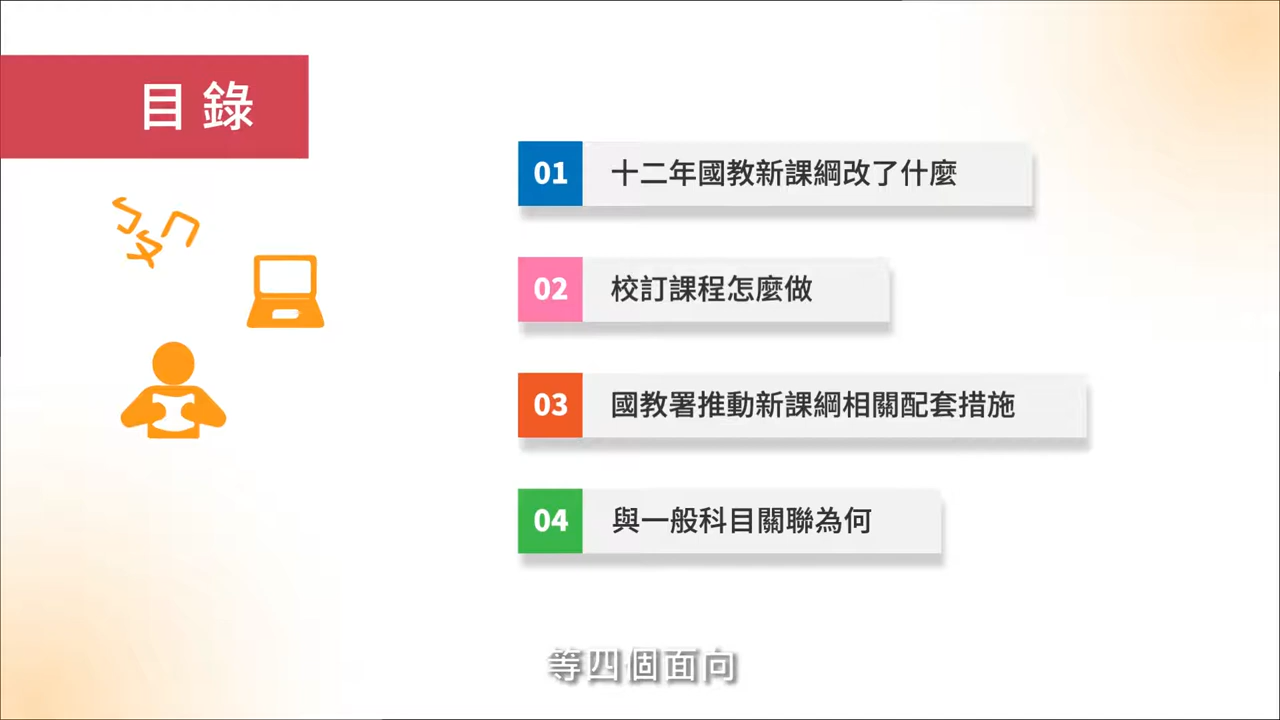 目錄
ㄅㄆㄇ
01 十二年國教新課綱改了什麼
02 校訂課程怎麼做
03 國教署推動新課綱相關配套措施
04 與一般科目關聯為何
等四個面向